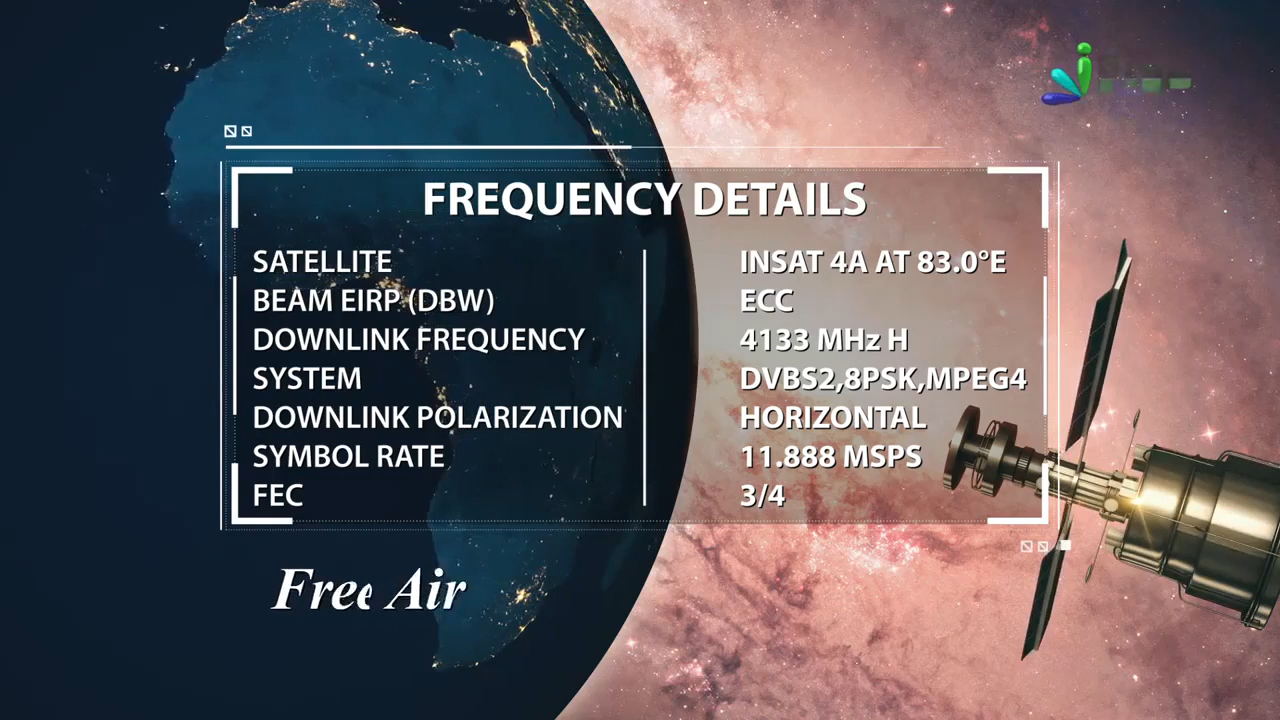 FREQUENCY DETAILS
SATELLITE INSAT 4A AT 83.0°E
BEAM EIRP (DBW) ECC
DOWNLINK FREQUENCY 4133 MHz H
SYSTEM DVBS2,8PSK,MPEG4
DOWNLINK POLARIZATION HORIZONTAL
SYMBOL RATE 11.888 MSPS
FEC 3/4
Free Air